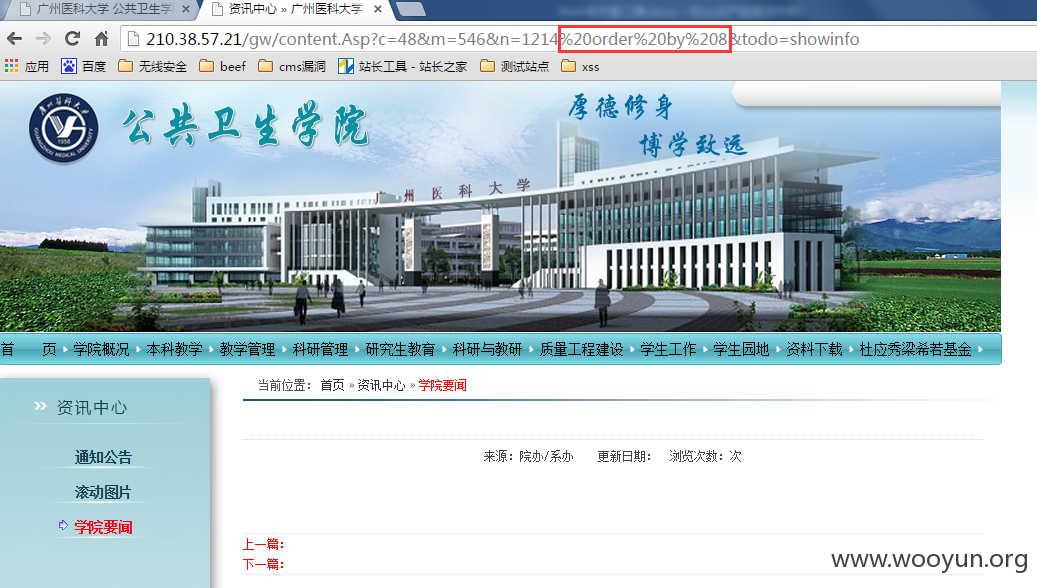 广州医科大学 公共卫生学
资讯中心 » 广州医科大学
210.38.57.21/gw/content.Asp?c=48&m=546&n=1214%20order%20by%208&todo=showinfo
应用 百度 无线安全 beef cms漏洞 站长工具 - 站长之家 测试站点 xss
公共卫生学院
厚德修身
博学致远
广州医科大学
首 页 学院概况 本科教学 教学管理 科研管理 研究生教育 科研与教研 质量工程建设 学生工作 学生园地 资料下载 杜应秀梁希若基金
当前位置： 首页 » 资讯中心 » 学院要闻
» 资讯中心
通知公告
滚动图片
学院要闻
来源：院办/系办 更新日期： 浏览次数：次
上一篇：
下一篇：
www.wooyun.org